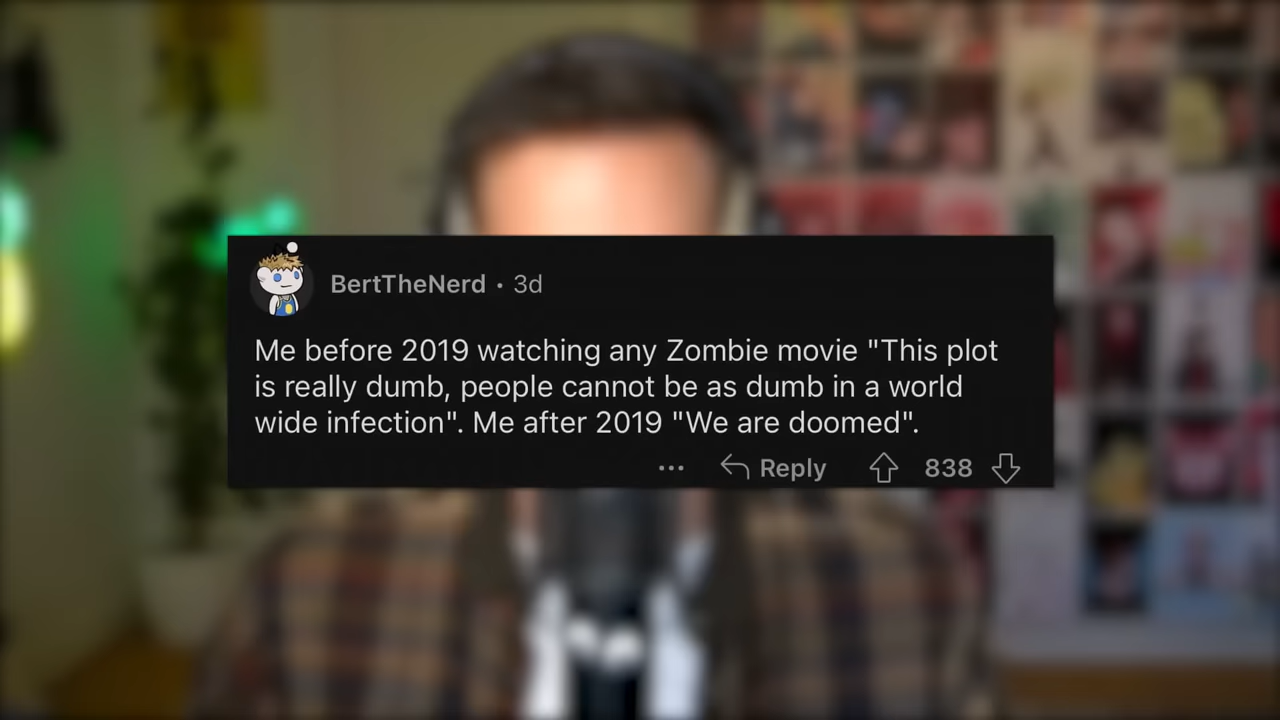 BertTheNerd · 3d
Me before 2019 watching any Zombie movie "This plot
is really dumb, people cannot be as dumb in a world
wide infection". Me after 2019 "We are doomed".
... Reply 838